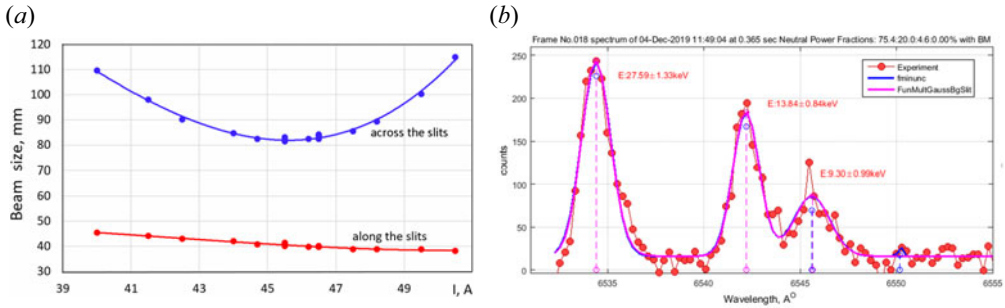 (a)
120
110
100
90
80
70
60
50
40
30
Beam size, mm
across the slits
along the slits
39
41
43
45
47
49
I, A
(b)
Frame No.018 spectrum of 04-Dec-2019 11:49:04 at 0.365 sec Neutral Power Fractions: 75.4:20.0:4.6:0.00% with BM
250
200
150
100
50
0
counts
E:27.59±1.33keV
E:13.84±0.84keV
E:9.30±0.99keV
Experiment
fminunc
FunMultGaussBgSlit
6535
6540
6545
6550
6555
Wavelength, A^O